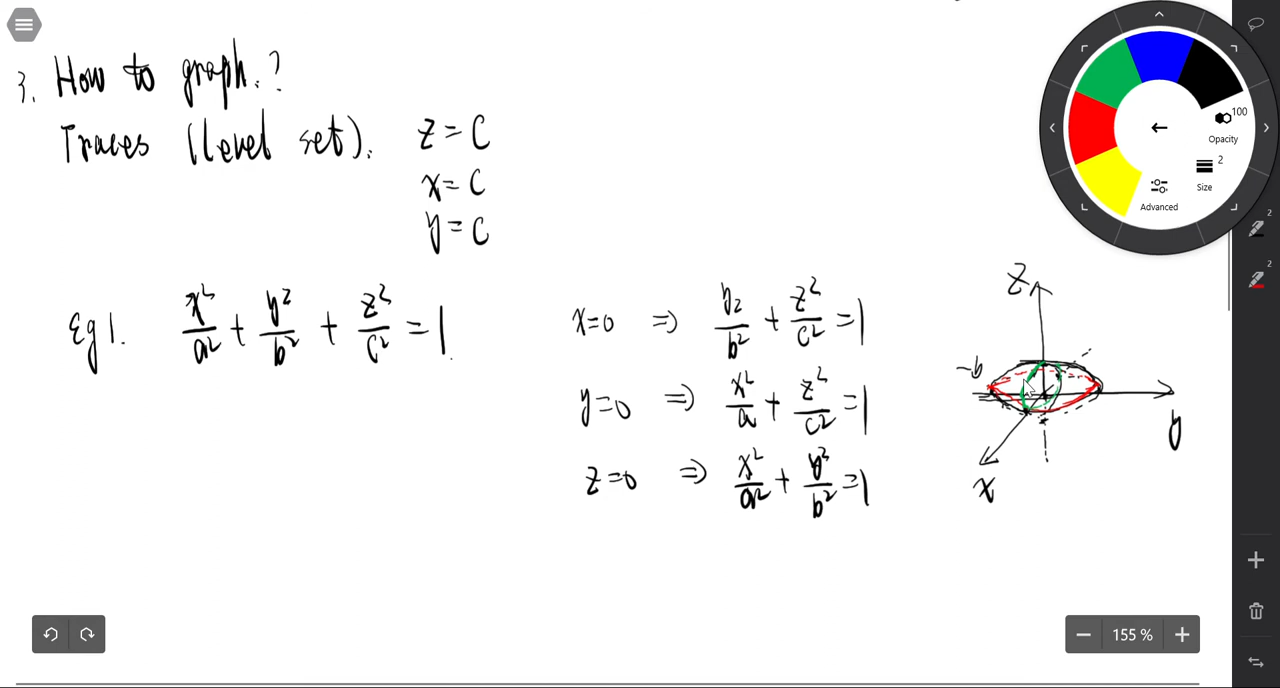 3. How to graph.?
Traces (level set). z = C
x = C
y = C
Eg 1. x²/a² + y²/b² + z²/c² = 1.
x=0 ⇒ y²/b² + z²/c² = 1
y=0 ⇒ x²/a + z²/c² = 1
z=0 ⇒ x²/a² + y²/b² = 1
z
-b
y
x
100
Opacity
2
Size
Advanced
2
2
155 %